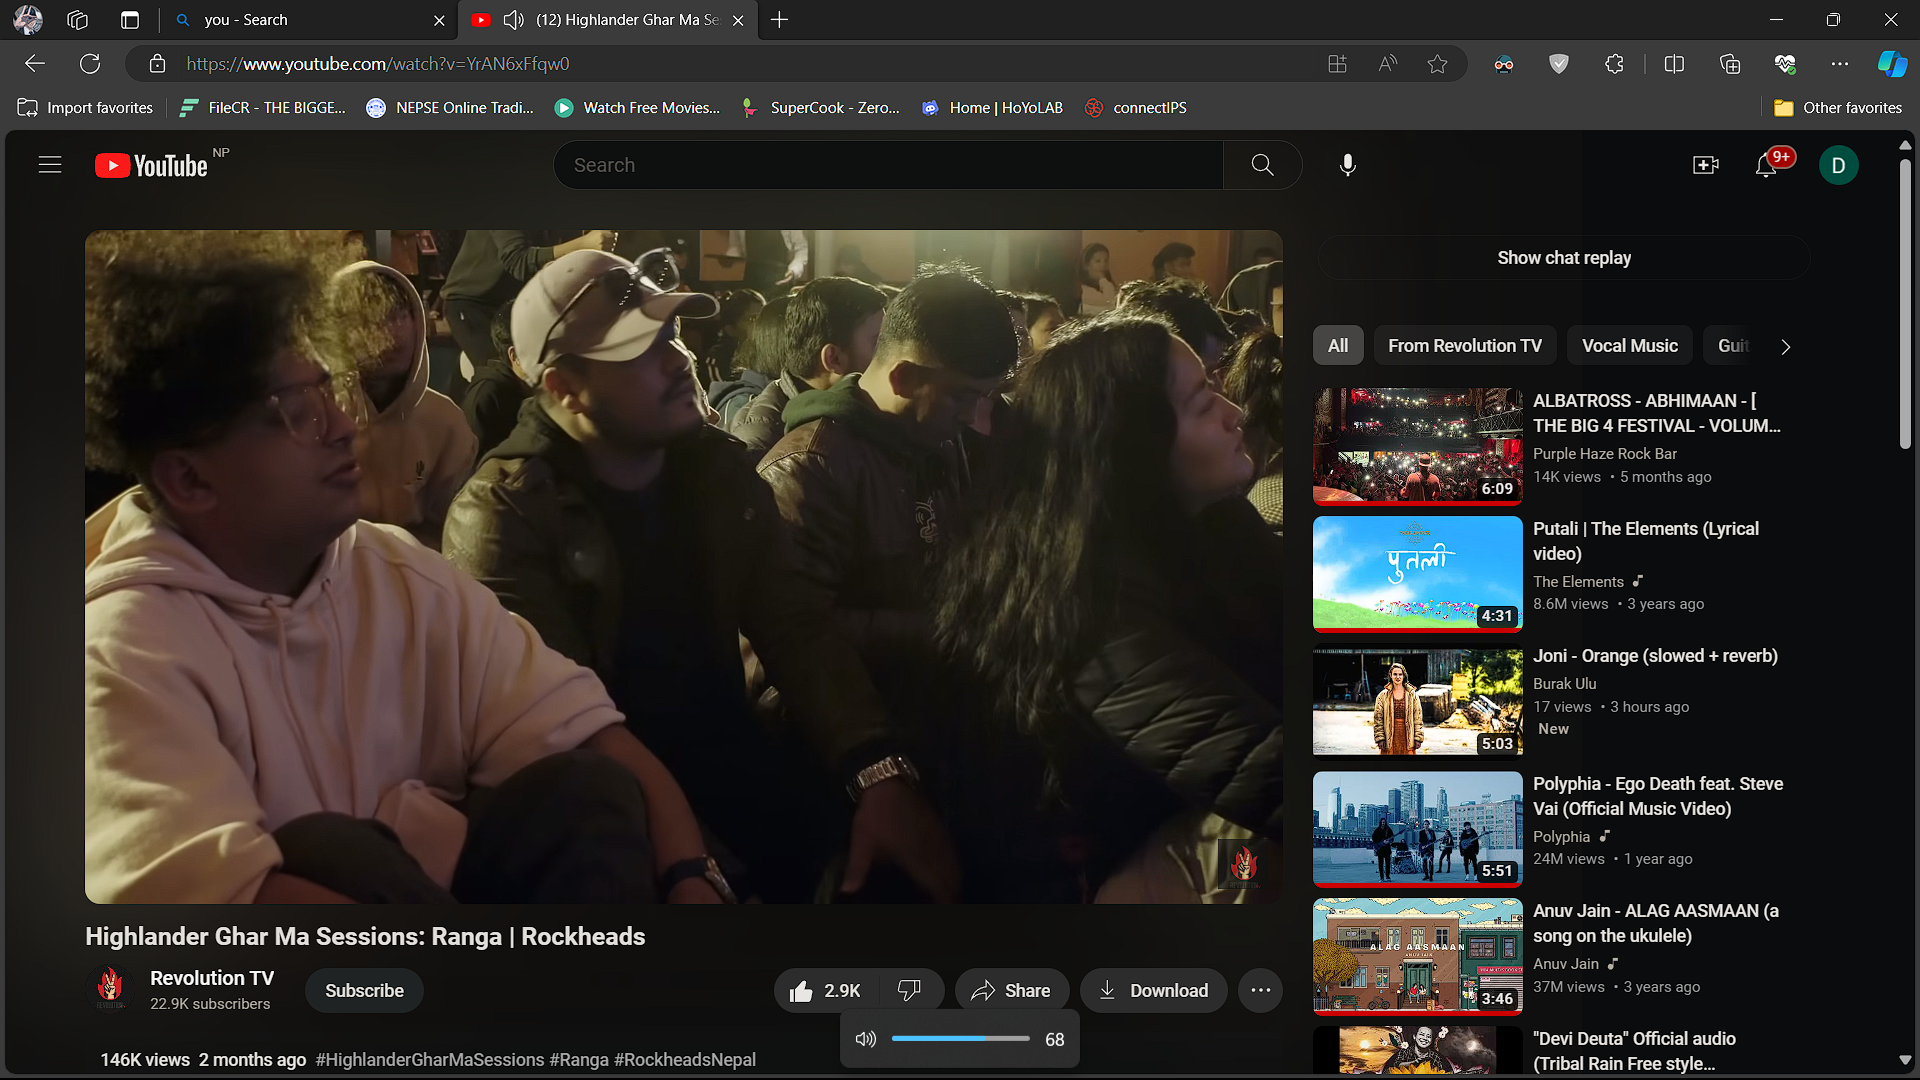 you - Search
(12) Highlander Ghar Ma Se
https://www.youtube.com/watch?v=YrAN6xFfqw0
Import favorites
FileCR - THE BIGGE...
NEPSE Online Tradi...
Watch Free Movies...
SuperCook - Zero...
Home | HoYoLAB
connectIPS
Other favorites
YouTube NP
Search
9+
D
Show chat replay
All
From Revolution TV
Vocal Music
Guit
ALBATROSS - ABHIMAAN - [
THE BIG 4 FESTIVAL - VOLUM...
Purple Haze Rock Bar
14K views • 5 months ago
6:09
पुतली
4:31
Putali | The Elements (Lyrical
video)
The Elements
8.6M views • 3 years ago
Joni - Orange (slowed + reverb)
Burak Ulu
17 views • 3 hours ago
New
5:03
Polyphia - Ego Death feat. Steve
Vai (Official Music Video)
Polyphia
24M views • 1 year ago
5:51
ALAG AASMAAN
ANUV JAIN
3:46
Anuv Jain - ALAG AASMAAN (a
song on the ukulele)
Anuv Jain
37M views • 3 years ago
"Devi Deuta" Official audio
(Tribal Rain Free style...
Highlander Ghar Ma Sessions: Ranga | Rockheads
Revolution TV
22.9K subscribers
Subscribe
2.9K
Share
Download
68
146K views 2 months ago #HighlanderGharMaSessions #Ranga #RockheadsNepal